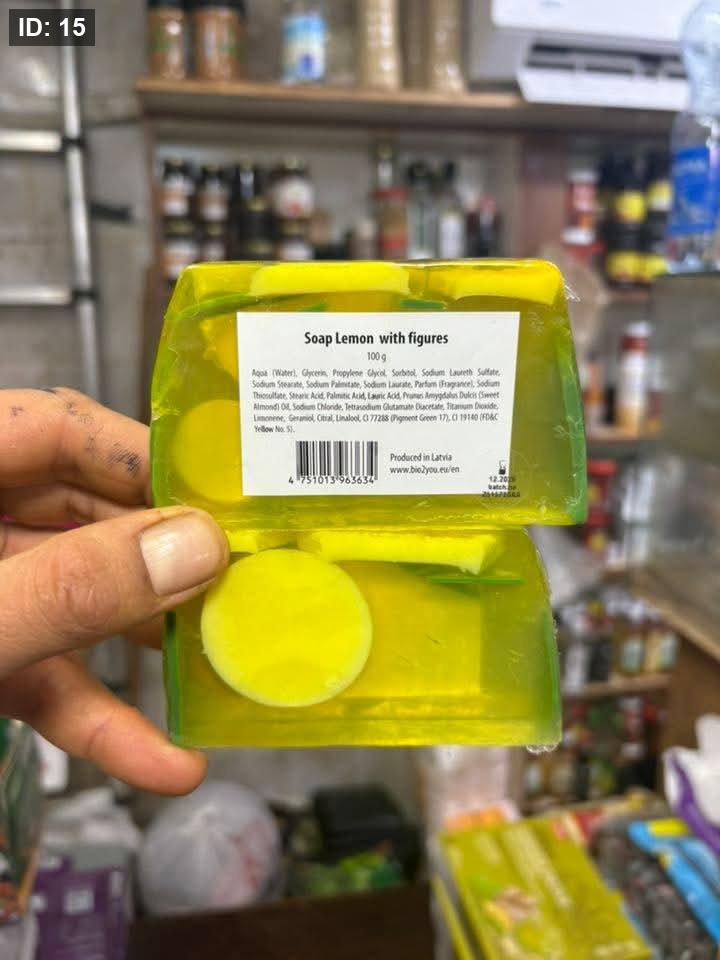 ID: 15
Soap Lemon with figures
100 g
Aqua (Water), Glycerin, Propylene Glycol, Sorbitol, Sodium Laureth Sulfate,
Sodium Stearate, Sodium Palmitate, Sodium Laurate, Parfum (Fragrance), Sodium
Thiosulfate, Stearic Acid, Palmitic Acid, Lauric Acid, Prunus Amygdalus Dulcis (Sweet
Almond) Oil, Sodium Chloride, Tetrasodium Glutamate Diacetate, Titanium Dioxide,
Limonene, Geraniol, Citral, Linalool, CI 77288 (Pigment Green 17), CI 19140 (FD&C
Yellow No. 5).
Produced in Latvia
www.bio2you.eu/en
4 751013 963634
batch.nr